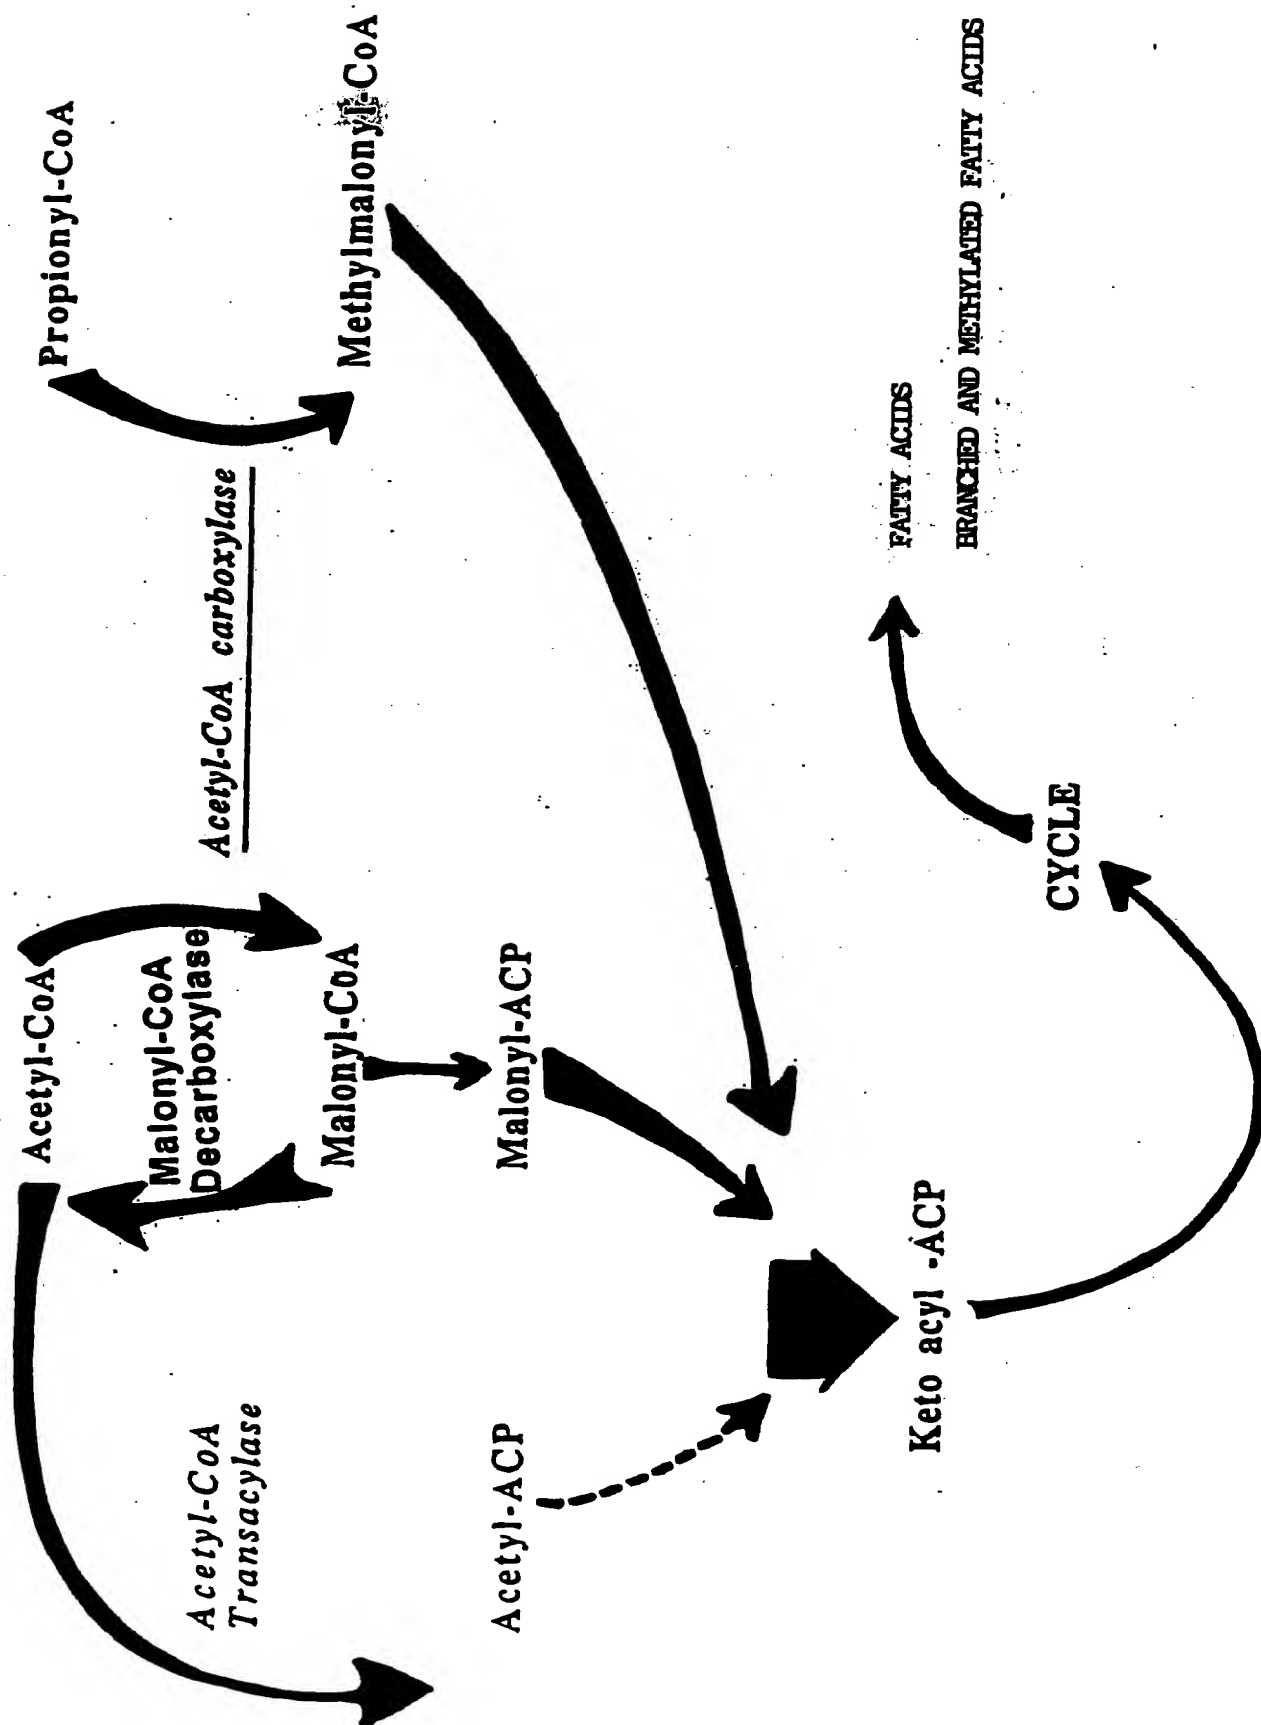 Acetyl-CoA
Propionyl-CoA
Acetyl-CoA
Transacylase
Malonyl-CoA
Decarboxylase
Acetyl-CoA carboxylase
Malonyl-CoA
Methylmalonyl-CoA
Acetyl-ACP
Malonyl-ACP
Keto acyl -ACP
CYCLE
FATTY ACIDS
BRANCHED AND METHYLATED FATTY ACIDS